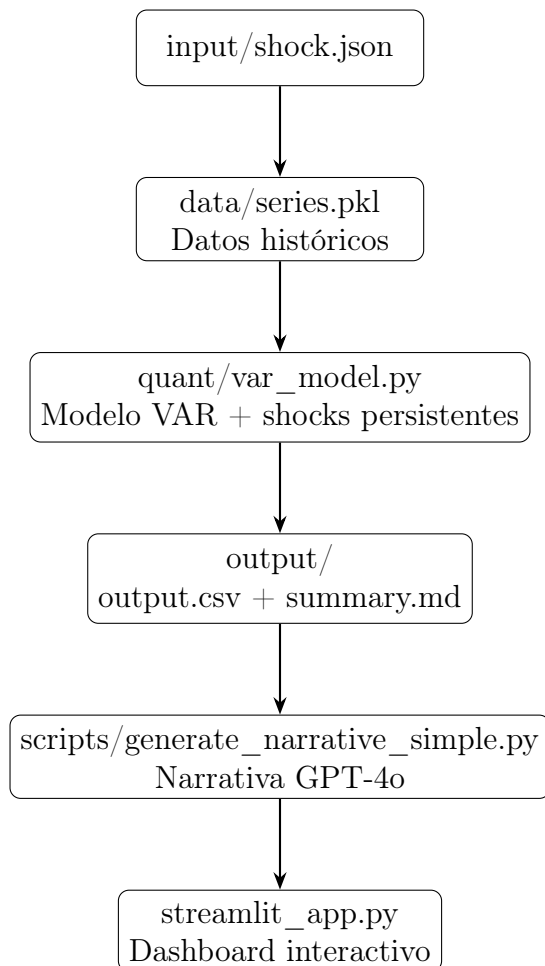 input/shock.json
data/series.pkl
Datos históricos
quant/var_model.py
Modelo VAR + shocks persistentes
output/
output.csv + summary.md
scripts/generate_narrative_simple.py
Narrativa GPT-4o
streamlit_app.py
Dashboard interactivo